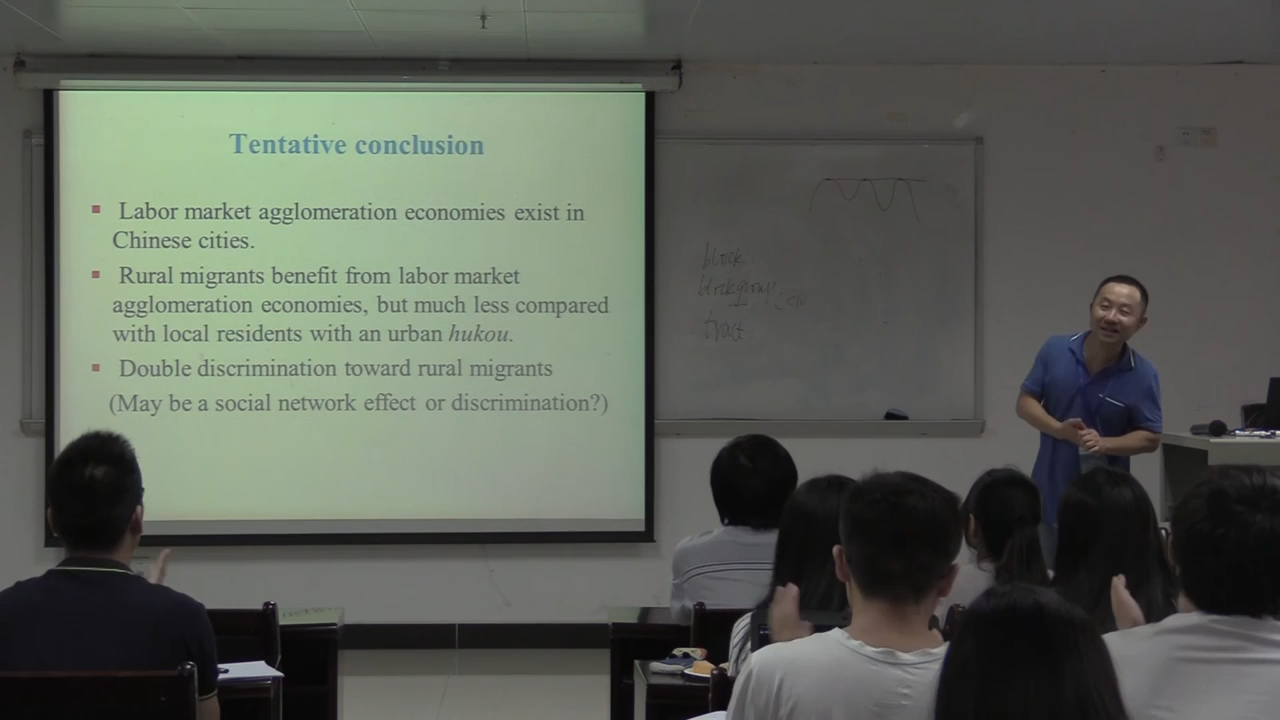 Tentative conclusion
▪ Labor market agglomeration economies exist in
Chinese cities.
▪ Rural migrants benefit from labor market
agglomeration economies, but much less compared
with local residents with an urban hukou.
▪ Double discrimination toward rural migrants
(May be a social network effect or discrimination?)
block
blockgroup
tract